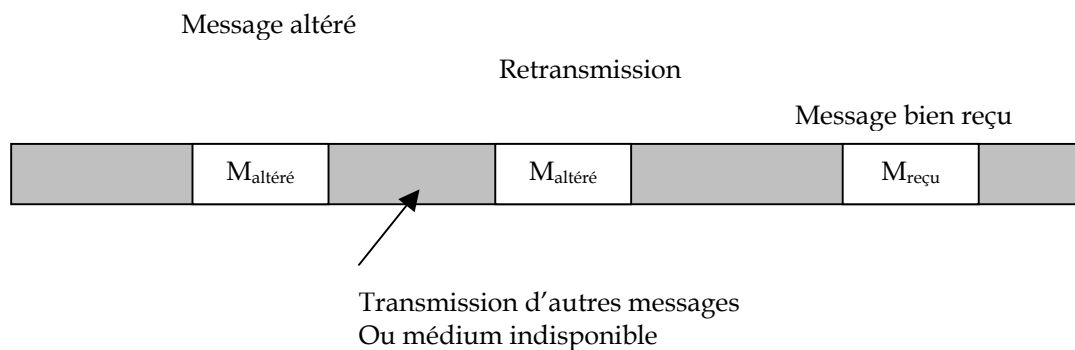 Message altéré
Retransmission
Message bien reçu
Maltéré
Maltéré
Mreçu
Transmission d’autres messages
Ou médium indisponible